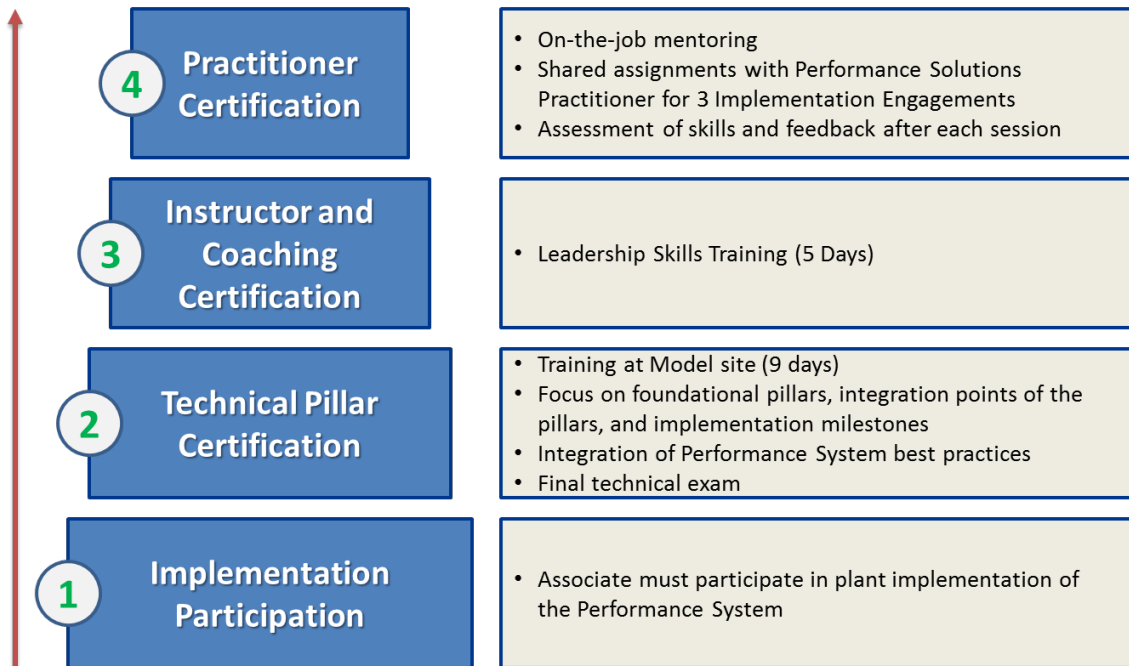 4
Practitioner
Certification
• On-the-job mentoring
• Shared assignments with Performance Solutions
Practitioner for 3 Implementation Engagements
• Assessment of skills and feedback after each session
3
Instructor and
Coaching
Certification
• Leadership Skills Training (5 Days)
2
Technical Pillar
Certification
• Training at Model site (9 days)
• Focus on foundational pillars, integration points of the
pillars, and implementation milestones
• Integration of Performance System best practices
• Final technical exam
1
Implementation
Participation
• Associate must participate in plant implementation of
the Performance System